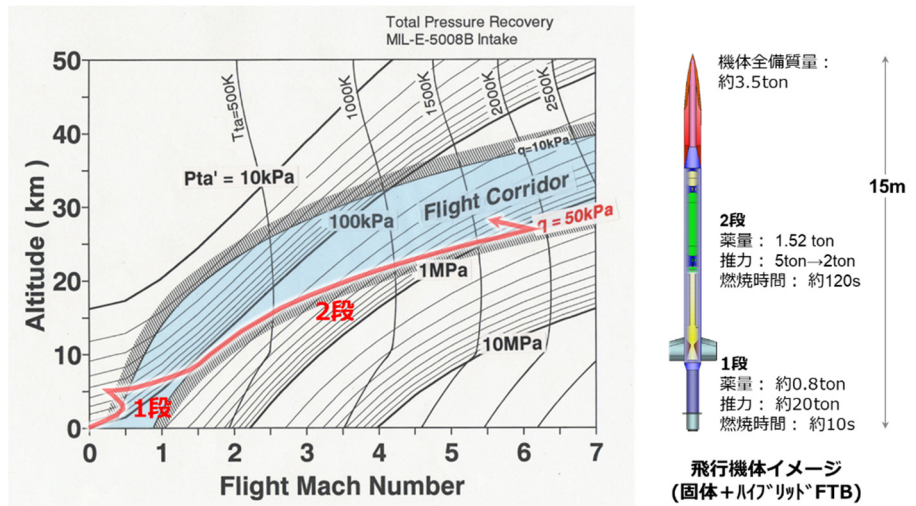 Total Pressure Recovery
MIL-E-5008B Intake
Altitude ( km )
50
40
30
20
10
0
Tta=500K
1000K
1500K
2000K
2500K
q=10kPa
Pta' = 10kPa
Flight Corridor
100kPa
q = 50kPa
1MPa
2段
10MPa
1段
0
1
2
3
4
5
6
7
Flight Mach Number
機体全備質量：
約3.5ton
15m
2段
薬量： 1.52 ton
推力： 5ton→2ton
燃焼時間：約120s
1段
薬量： 約0.8ton
推力： 約20ton
燃焼時間： 約10s
飛行機体イメージ
(固体＋ﾊｲﾌﾞﾘｯﾄﾞFTB)